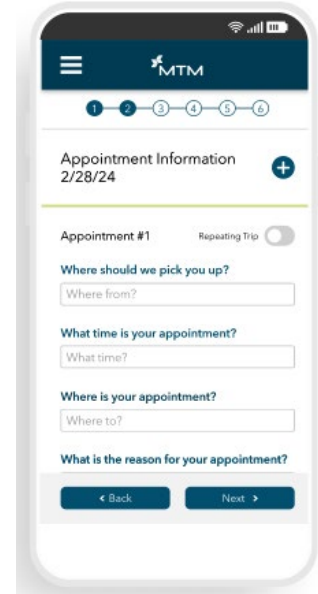 MTM
1 2 3 4 5 6
Appointment Information
2/28/24
Appointment #1 Repeating Trip
Where should we pick you up?
Where from?
What time is your appointment?
What time?
Where is your appointment?
Where to?
What is the reason for your appointment?
Back Next